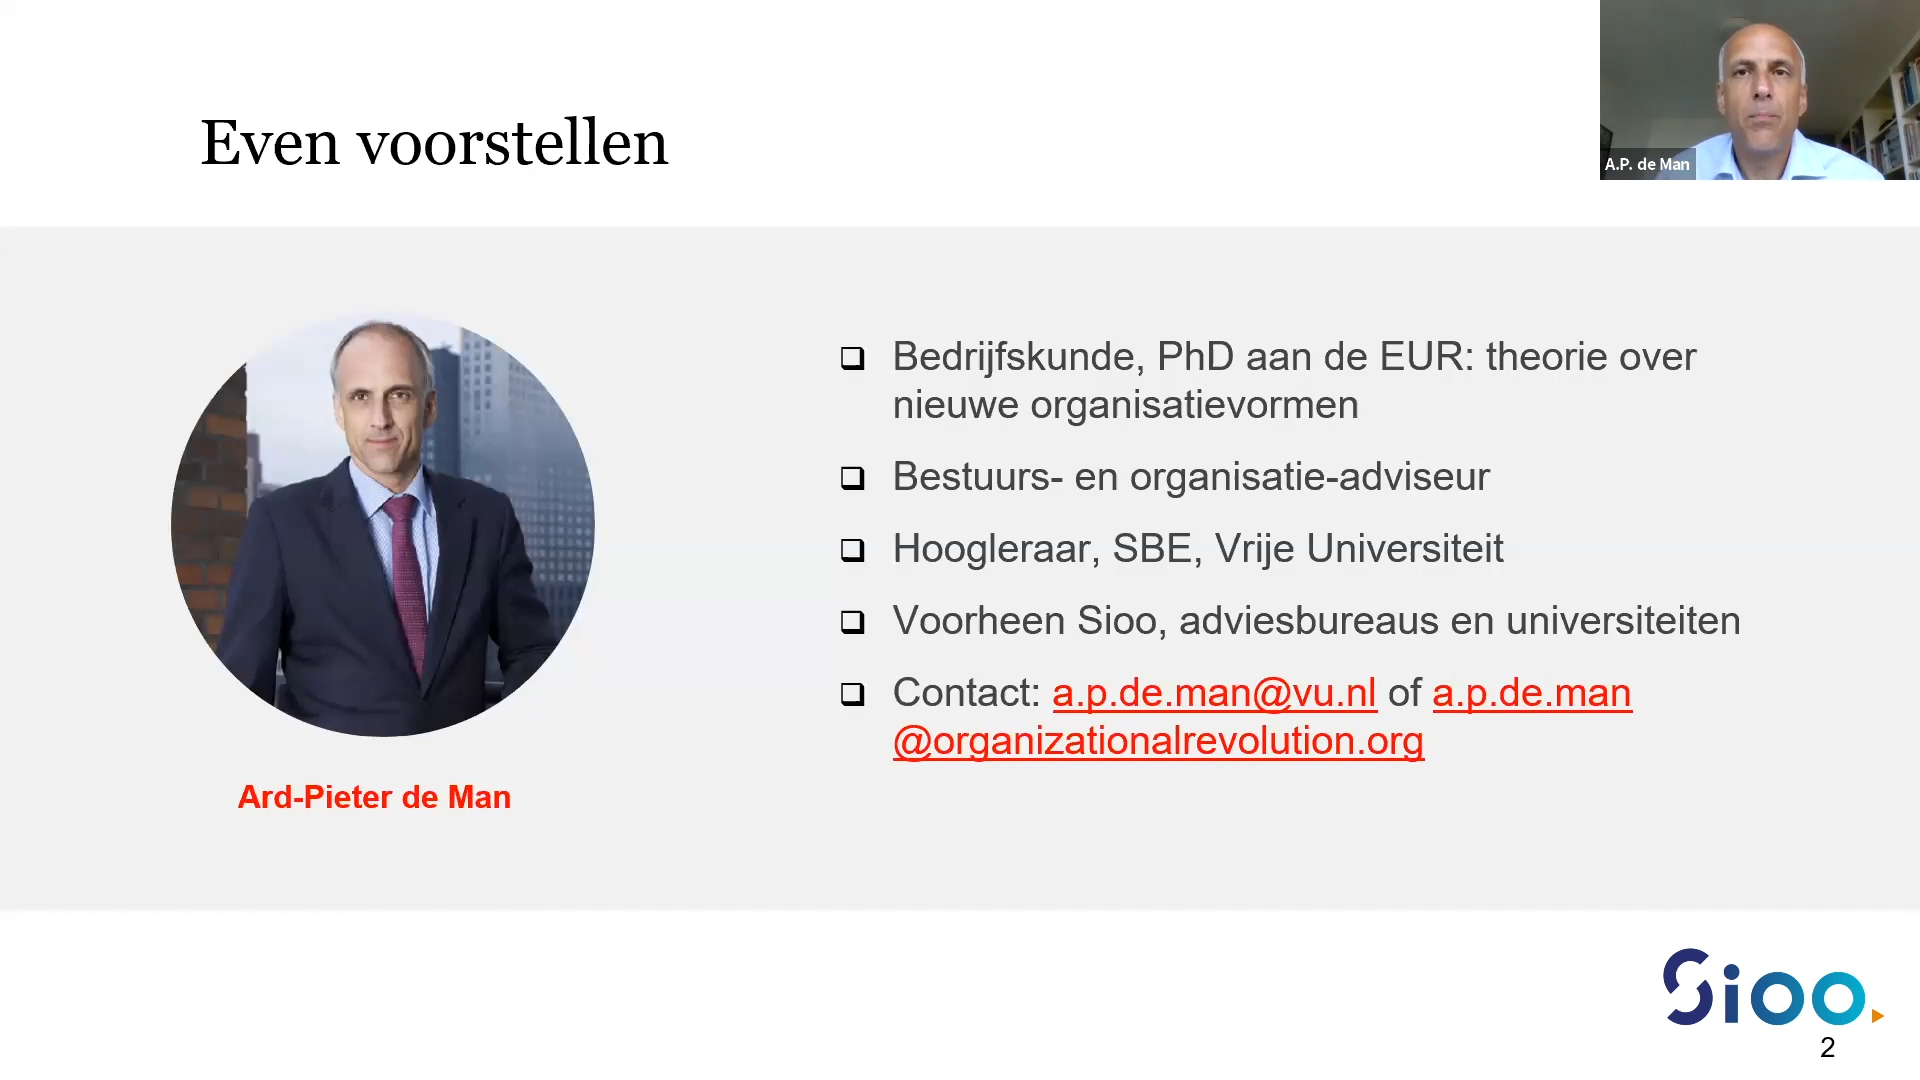 Even voorstellen
A.P. de Man
Bedrijfskunde, PhD aan de EUR: theorie over
nieuwe organisatievormen
Bestuurs- en organisatie-adviseur
Hoogleraar, SBE, Vrije Universiteit
Voorheen Sioo, adviesbureaus en universiteiten
Contact: a.p.de.man@vu.nl of a.p.de.man
@organizationalrevolution.org
Ard-Pieter de Man
Sioo
2